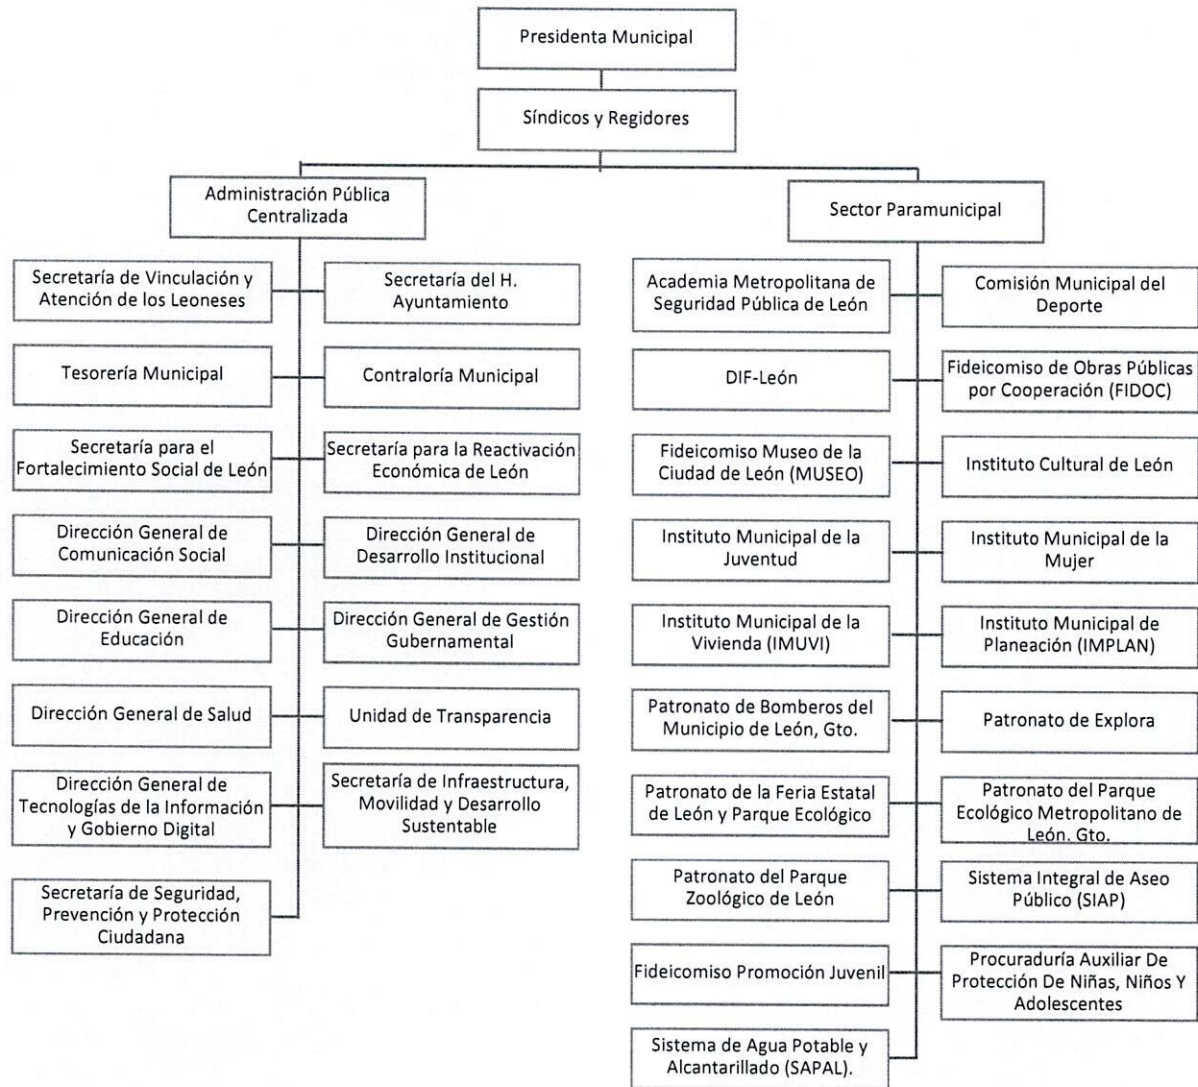 Presidenta Municipal
Síndicos y Regidores
Administración Pública
Centralizada
Sector Paramunicipal
Secretaría de Vinculación y
Atención de los Leoneses
Secretaría del H.
Ayuntamiento
Academia Metropolitana de
Seguridad Pública de León
Comisión Municipal del
Deporte
Tesorería Municipal
Contraloría Municipal
DIF-León
Fideicomiso de Obras Públicas
por Cooperación (FIDOC)
Secretaría para el
Fortalecimiento Social de León
Secretaría para la Reactivación
Económica de León
Fideicomiso Museo de la
Ciudad de León (MUSEO)
Instituto Cultural de León
Dirección General de
Comunicación Social
Dirección General de
Desarrollo Institucional
Instituto Municipal de la
Juventud
Instituto Municipal de la
Mujer
Dirección General de
Educación
Dirección General de Gestión
Gubernamental
Instituto Municipal de la
Vivienda (IMUVI)
Instituto Municipal de
Planeación (IMPLAN)
Dirección General de Salud
Unidad de Transparencia
Patronato de Bomberos del
Municipio de León, Gto.
Patronato de Explora
Dirección General de
Tecnologías de la Información
y Gobierno Digital
Secretaría de Infraestructura,
Movilidad y Desarrollo
Sustentable
Patronato de la Feria Estatal
de León y Parque Ecológico
Patronato del Parque
Ecológico Metropolitano de
León. Gto.
Secretaría de Seguridad,
Prevención y Protección
Ciudadana
Patronato del Parque
Zoológico de León
Sistema Integral de Aseo
Público (SIAP)
Fideicomiso Promoción Juvenil
Procuraduría Auxiliar De
Protección De Niñas, Niños Y
Adolescentes
Sistema de Agua Potable y
Alcantarillado (SAPAL).